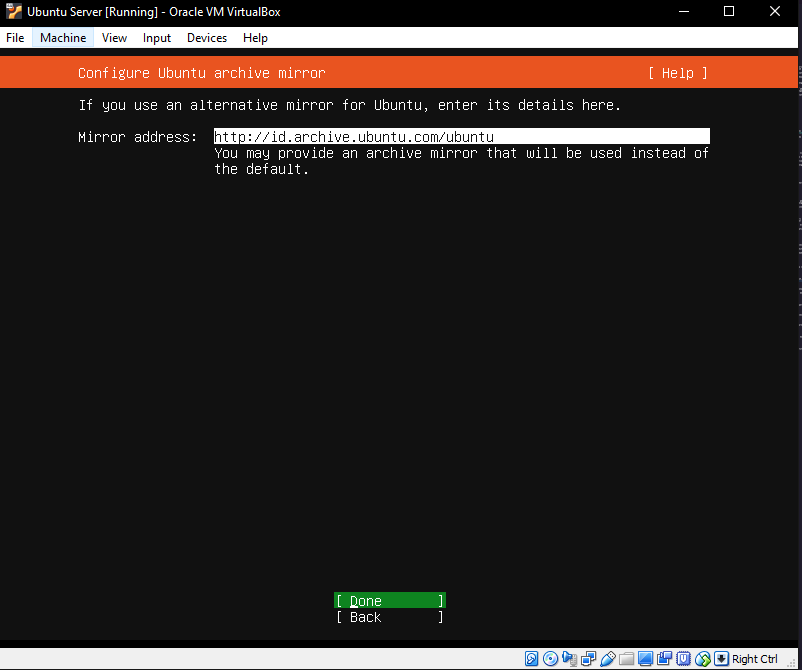 Ubuntu Server [Running] - Oracle VM VirtualBox
File Machine View Input Devices Help
Configure Ubuntu archive mirror [ Help ]
If you use an alternative mirror for Ubuntu, enter its details here.
Mirror address: http://id.archive.ubuntu.com/ubuntu
You may provide an archive mirror that will be used instead of
the default.
[ Done ]
[ Back ]
Right Ctrl